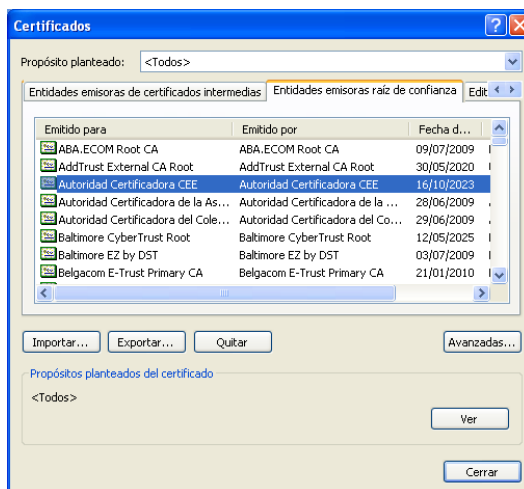 Certificados
Propósito planteado: <Todos>
Entidades emisoras de certificados intermedias Entidades emisoras raíz de confianza Edit
Emitido para Emitido por Fecha d...
ABA.ECOM Root CA ABA.ECOM Root CA 09/07/2009
AddTrust External CA Root AddTrust External CA Root 30/05/2020
Autoridad Certificadora CEE Autoridad Certificadora CEE 16/10/2023
Autoridad Certificadora de la As... Autoridad Certificadora de la ... 28/06/2009
Autoridad Certificadora del Cole... Autoridad Certificadora del Co... 29/06/2009
Baltimore CyberTrust Root Baltimore CyberTrust Root 12/05/2025
Baltimore EZ by DST Baltimore EZ by DST 03/07/2009
Belgacom E-Trust Primary CA Belgacom E-Trust Primary CA 21/01/2010
Importar... Exportar... Quitar Avanzadas...
Propósitos planteados del certificado
<Todos>
Ver
Cerrar